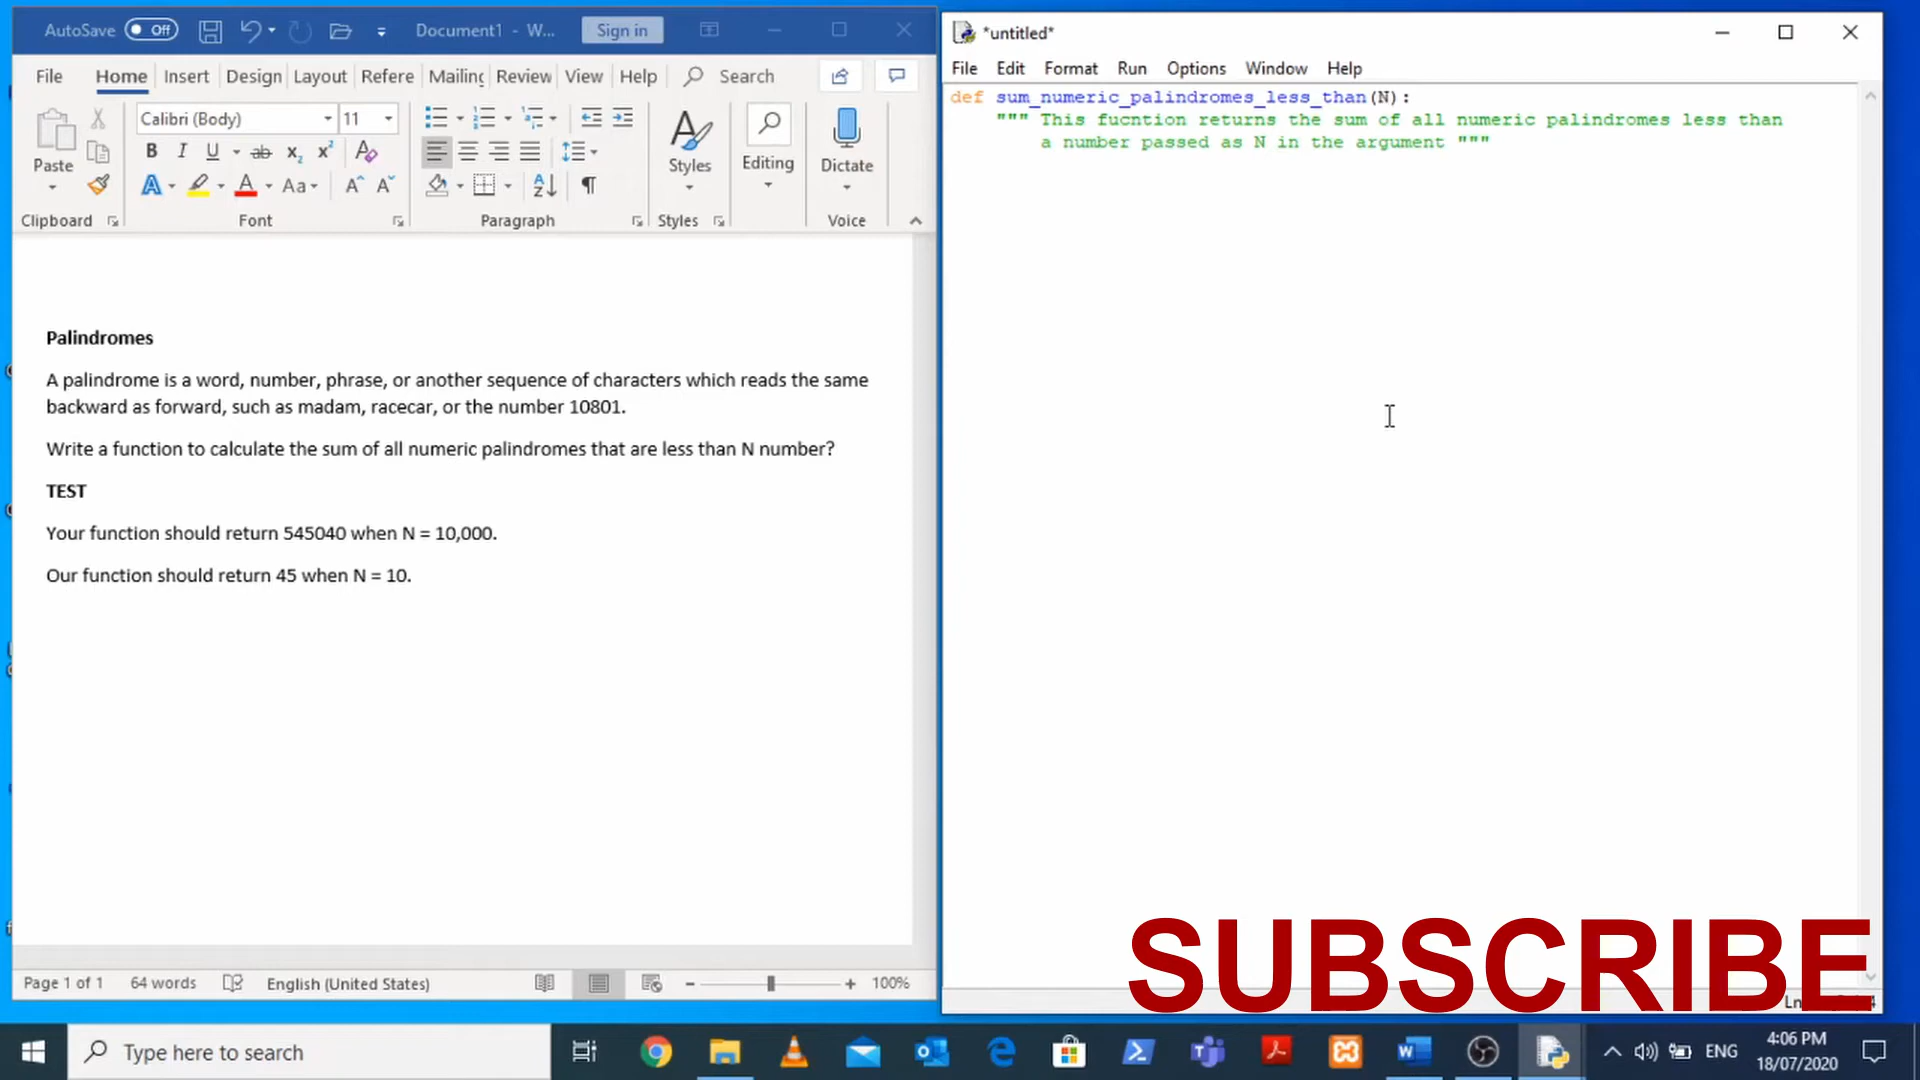 AutoSave Off Document1 - W... Sign in
File Home Insert Design Layout Refere Mailing Review View Help Search
Paste Calibri (Body) 11 Styles Editing Dictate
Clipboard Font Paragraph Styles Voice
Palindromes
A palindrome is a word, number, phrase, or another sequence of characters which reads the same
backward as forward, such as madam, racecar, or the number 10801.
Write a function to calculate the sum of all numeric palindromes that are less than N number?
TEST
Your function should return 545040 when N = 10,000.
Our function should return 45 when N = 10.
Page 1 of 1 64 words English (United States) 100%
*untitled*
File Edit Format Run Options Window Help
def sum_numeric_palindromes_less_than(N):
""" This fucntion returns the sum of all numeric palindromes less than
a number passed as N in the argument """
SUBSCRIBE
Type here to search
ENG
4:06 PM
18/07/2020